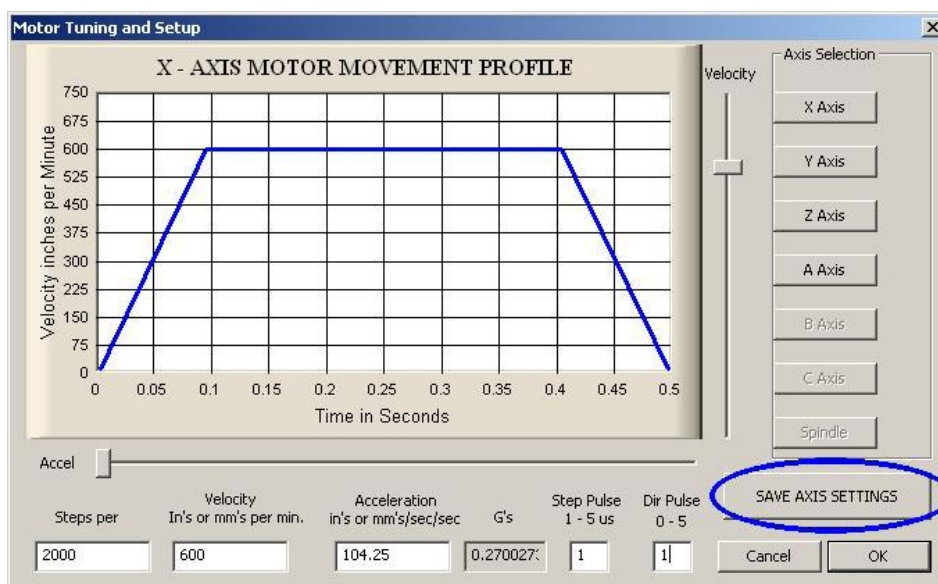 Motor Tuning and Setup
X - AXIS MOTOR MOVEMENT PROFILE
Velocity inches per Minute
750
675
600
525
450
375
300
225
150
75
0
0 0.05 0.1 0.15 0.2 0.25 0.3 0.35 0.4 0.45 0.5
Time in Seconds
Velocity
Axis Selection
X Axis
Y Axis
Z Axis
A Axis
B Axis
C Axis
Spindle
Accel
SAVE AXIS SETTINGS
Steps per
Velocity
In's or mm's per min.
Acceleration
in's or mm's/sec/sec
G's
Step Pulse
1 - 5 us
Dir Pulse
0 - 5
2000 600 104.25 0.270027 1 1
Cancel OK